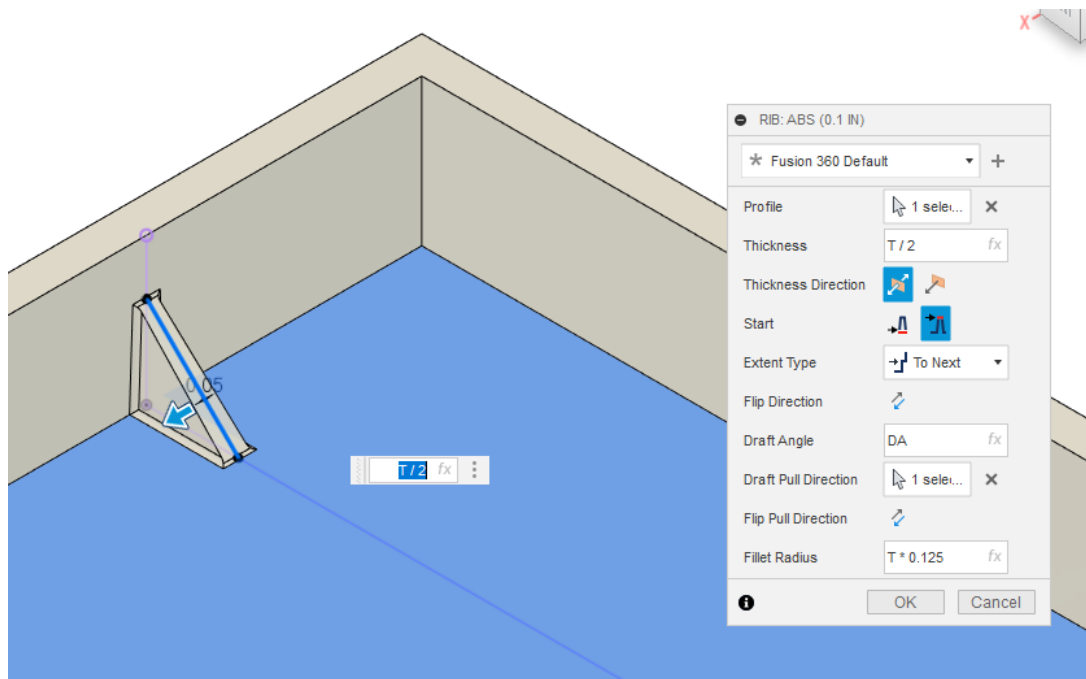 X
RIB: ABS (0.1 IN)
Fusion 360 Default
Profile
1 selec...
Thickness
T / 2
fx
Thickness Direction
Start
Extent Type
To Next
Flip Direction
Draft Angle
DA
fx
Draft Pull Direction
1 selec...
Flip Pull Direction
Fillet Radius
T * 0.125
fx
OK
Cancel
0.05
T / 2
fx